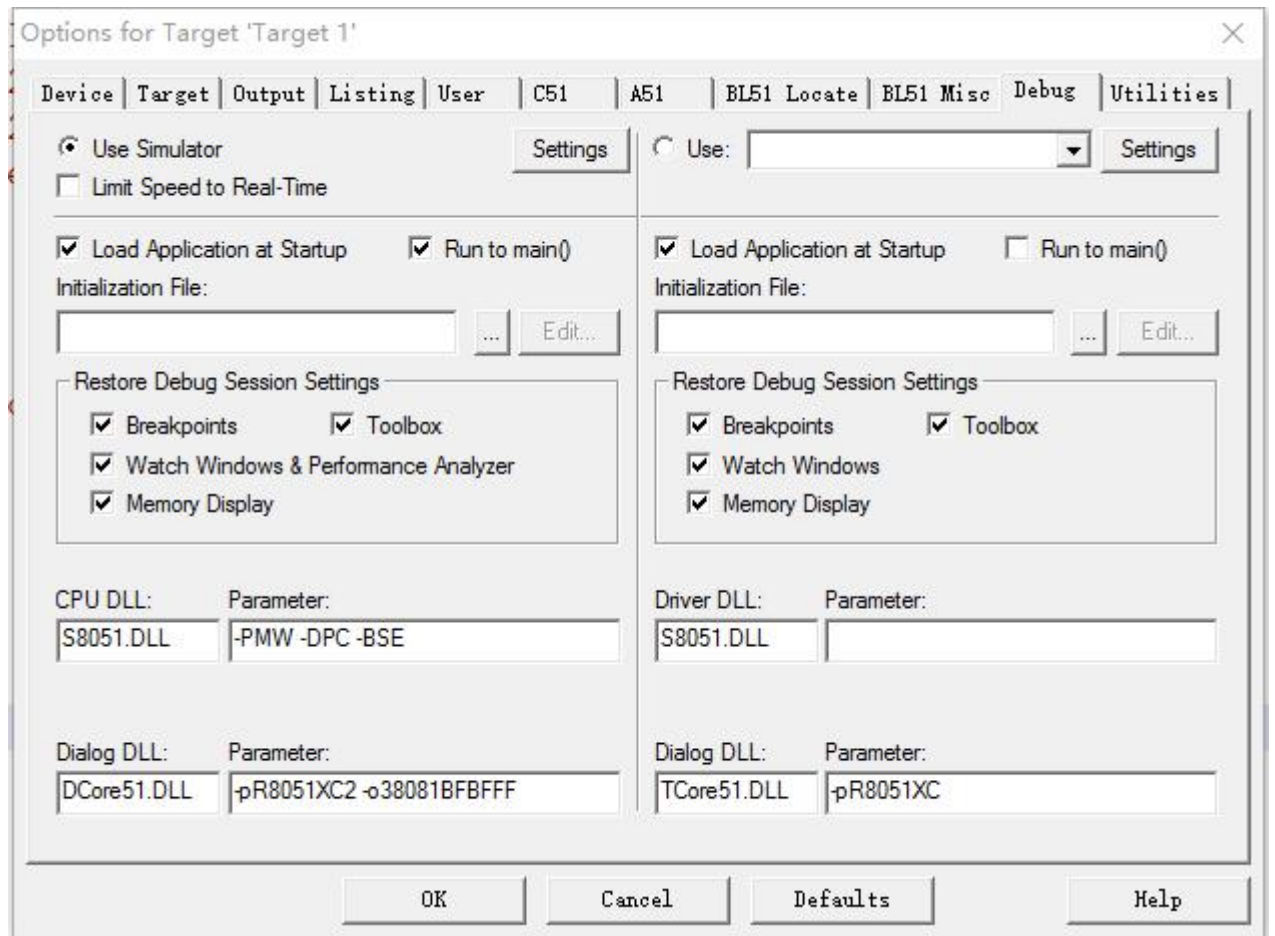 Options for Target 'Target 1'
Device Target Output Listing User C51 A51 BL51 Locate BL51 Misc Debug Utilities
Use Simulator Settings Use: Settings
Limit Speed to Real-Time
Load Application at Startup Run to main() Load Application at Startup Run to main()
Initialization File: Initialization File:
... Edit... ... Edit...
Restore Debug Session Settings Restore Debug Session Settings
Breakpoints Toolbox Breakpoints Toolbox
Watch Windows & Performance Analyzer Watch Windows
Memory Display Memory Display
CPU DLL: Parameter: Driver DLL: Parameter:
S8051.DLL -PMW -DPC -BSE S8051.DLL
Dialog DLL: Parameter: Dialog DLL: Parameter:
DCore51.DLL -pR8051XC2 -o38081BFBFFF TCore51.DLL -pR8051XC
OK Cancel Defaults Help